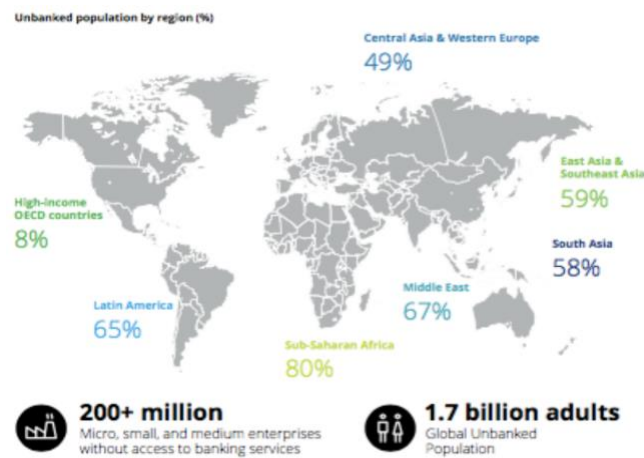 Unbanked population by region (%)
Central Asia & Western Europe
49%
East Asia &
Southeast Asia
59%
High-income
OECD countries
8%
South Asia
58%
Middle East
67%
Latin America
65%
Sub-Saharan Africa
80%
200+ million
Micro, small, and medium enterprises
without access to banking services
1.7 billion adults
Global Unbanked
Population